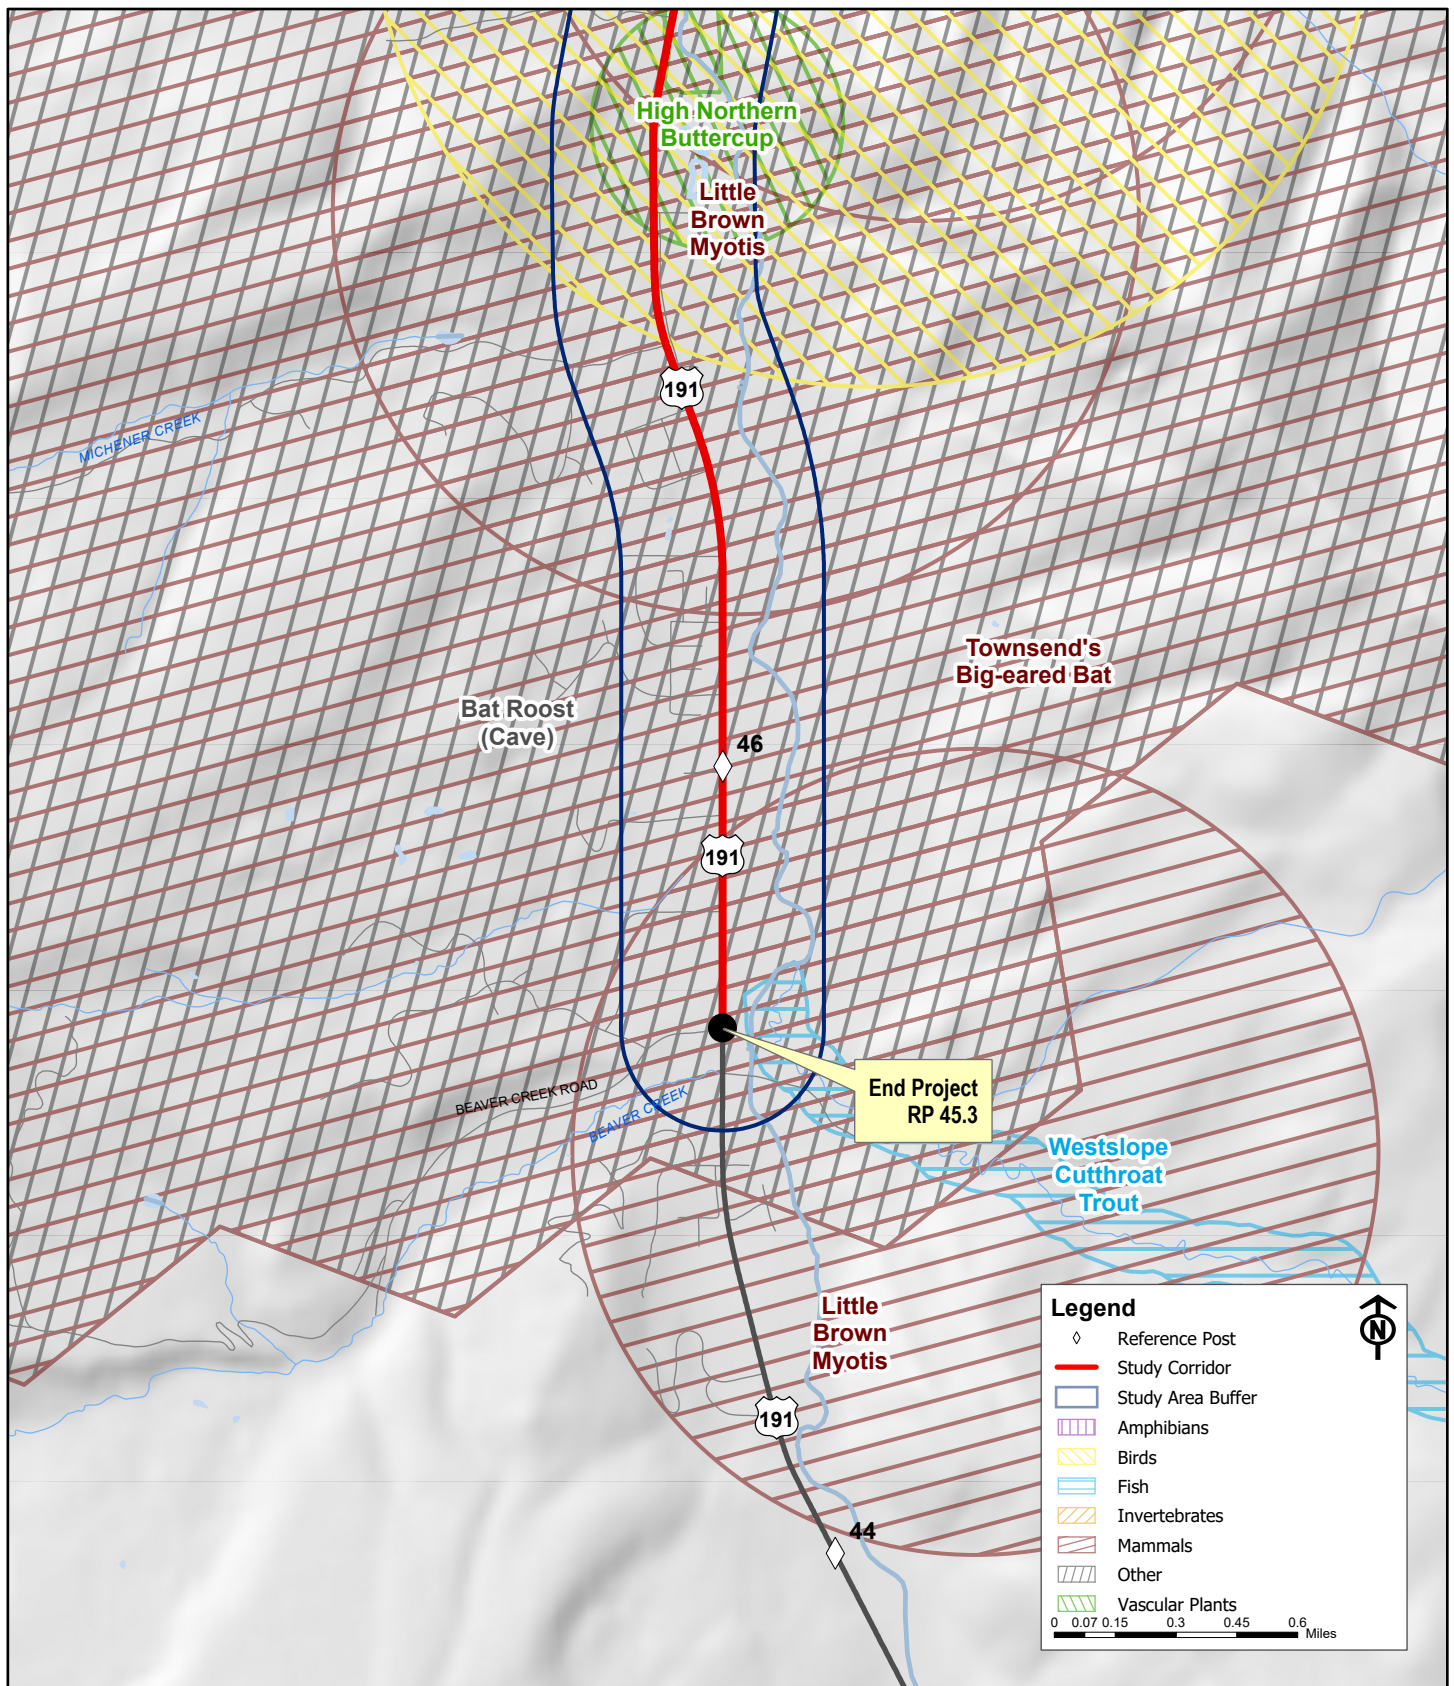 High Northern
Buttercup
Little
Brown
Myotis
191
MICHENER CREEK
Townsend's
Big-eared Bat
Bat Roost
(Cave)
46
191
End Project
RP 45.3
BEAVER CREEK ROAD
BEAVER CREEK
Westslope
Cutthroat
Trout
Little
Brown
Myotis
191
44
Legend
N
Reference Post
Study Corridor
Study Area Buffer
Amphibians
Birds
Fish
Invertebrates
Mammals
Other
Vascular Plants
0 0.07 0.15 0.3 0.45 0.6
Miles